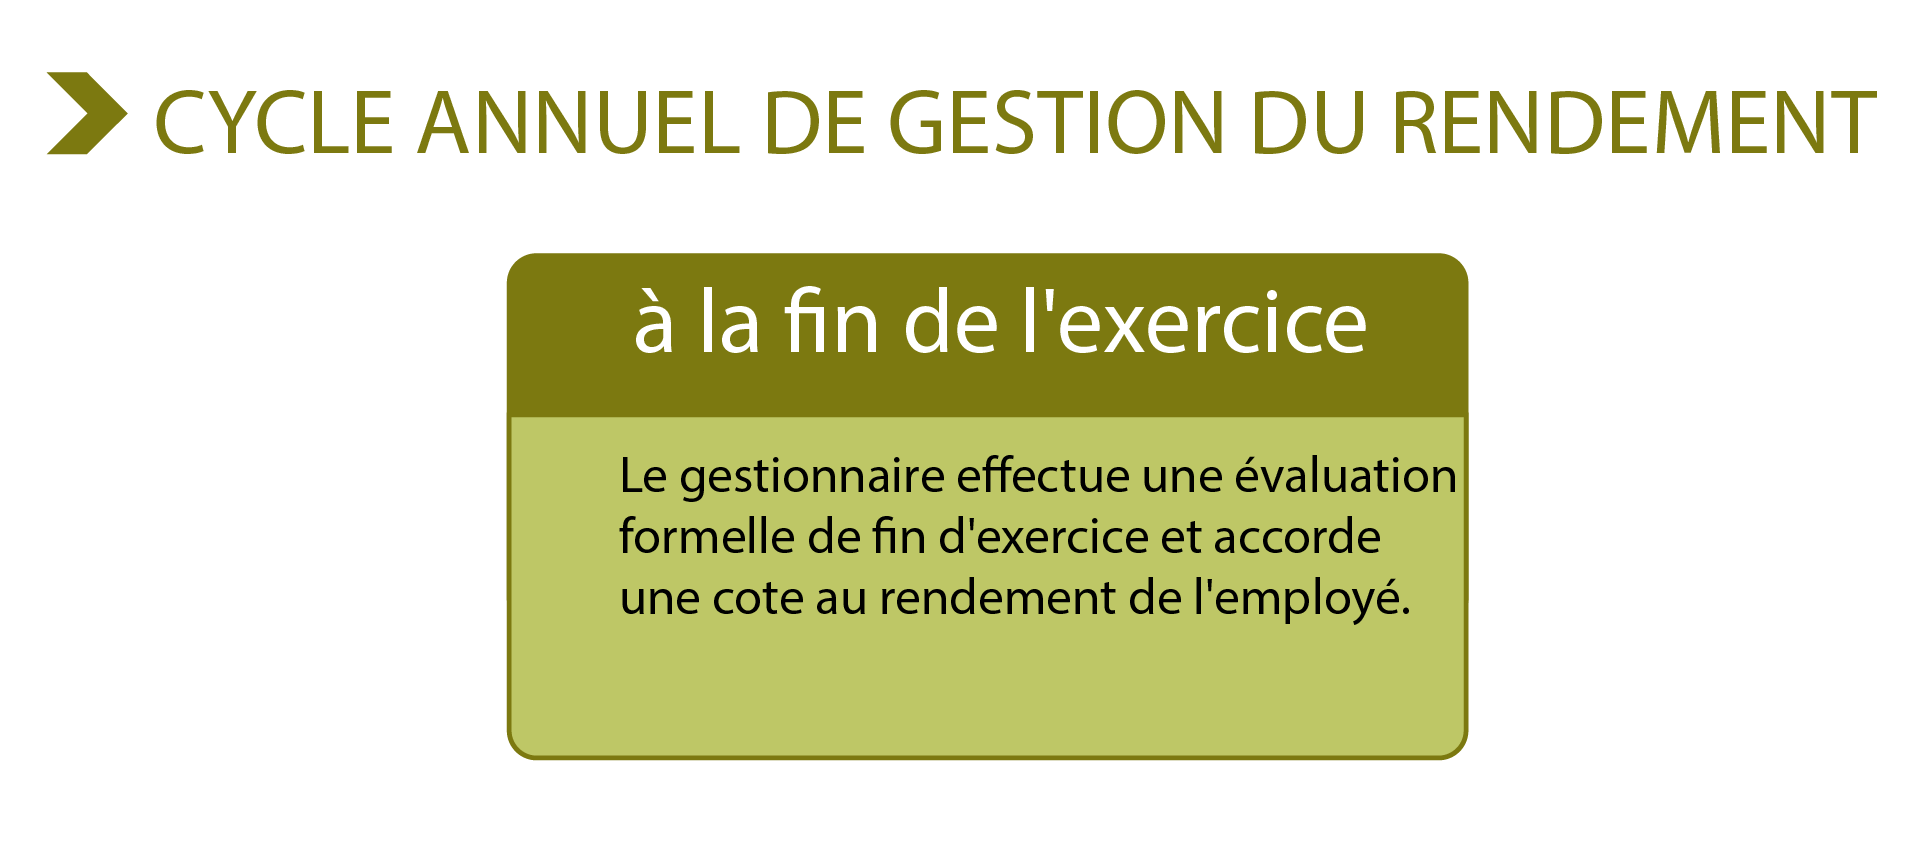 CYCLE ANNUEL DE GESTION DU RENDEMENT
à la fin de l'exercice
Le gestionnaire effectue une évaluation
formelle de fin d'exercice et accorde
une cote au rendement de l'employé.